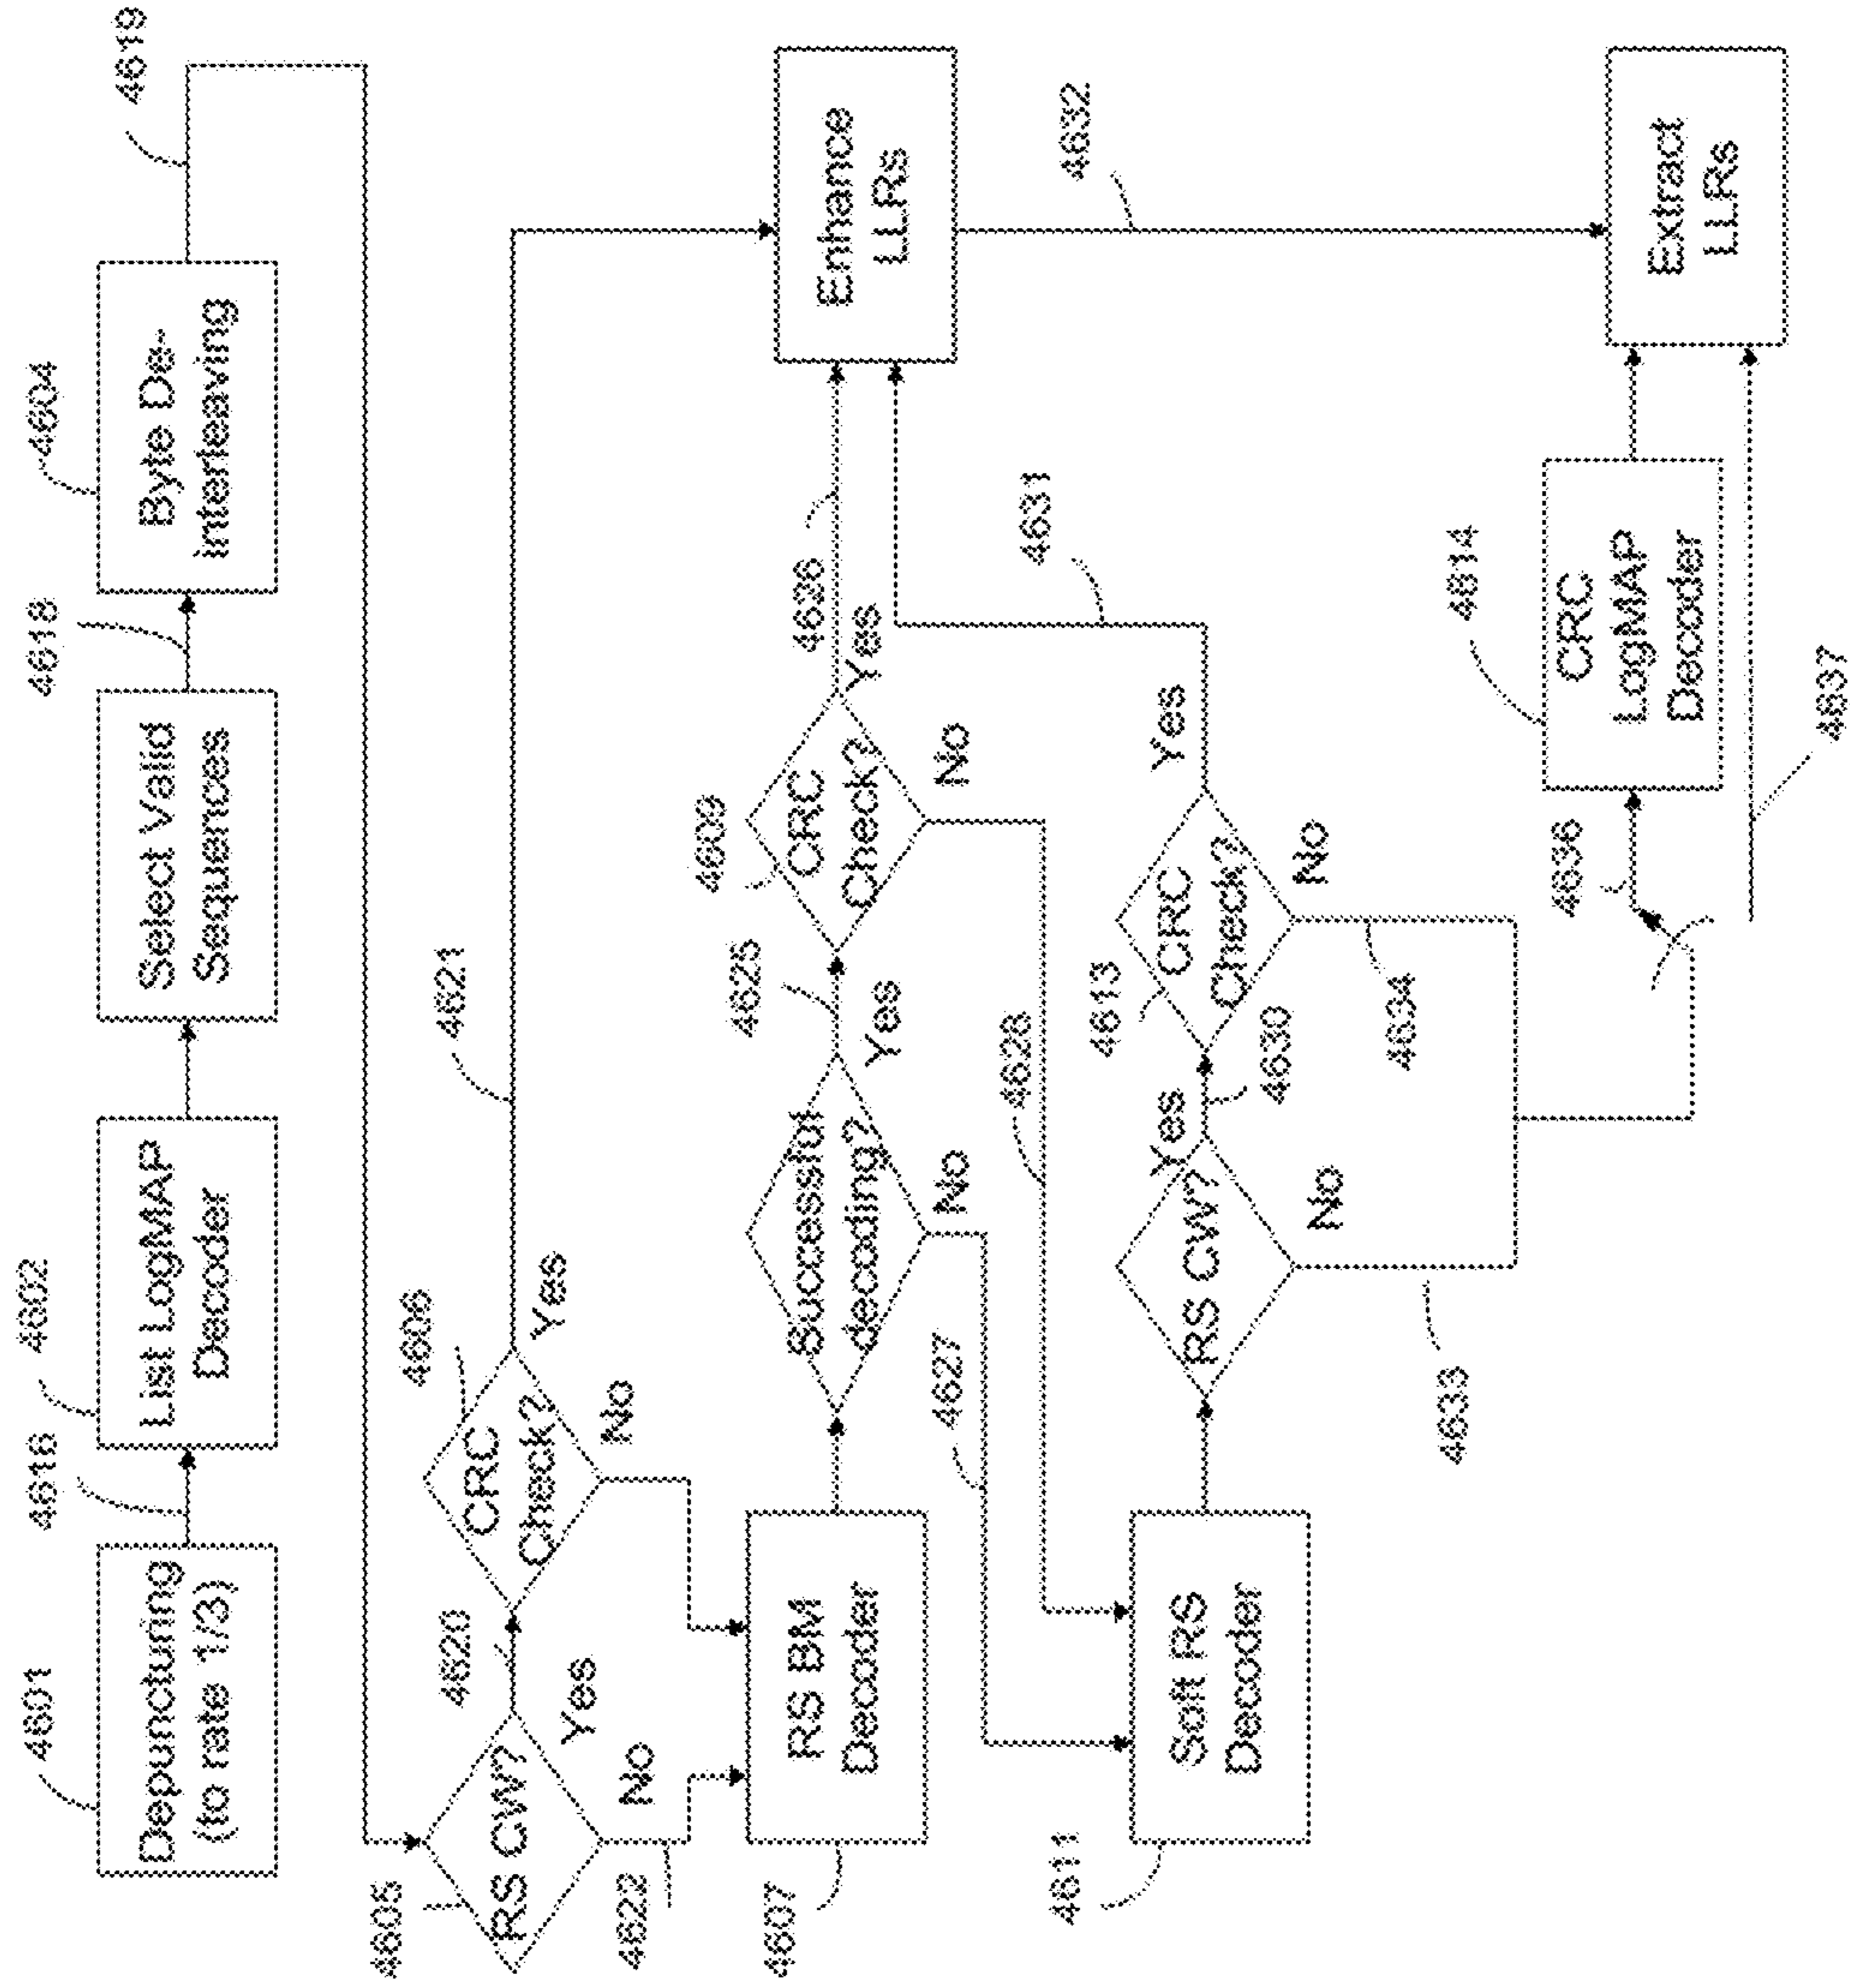 4601
Depuncturing
(to rate 1/3)
4616
4602
List LogMAP
Decoder
Select Valid
Sequences
4618
4604
Byte De-
interleaving
4619
4605
RS CW?
Yes
No
4620
4622
4606
CRC
Check?
Yes
No
4621
4607
RS BM
Decoder
Successful
decoding?
Yes
No
4625
4627
4609
CRC
Check?
Yes
No
4626
4628
Enhance
LLRs
4611
Soft RS
Decoder
RS CW?
Yes
No
4630
4633
4613
CRC
Check?
Yes
No
4631
4634
4632
4636
4614
CRC
LogMAP
Decoder
4637
Extract
LLRs